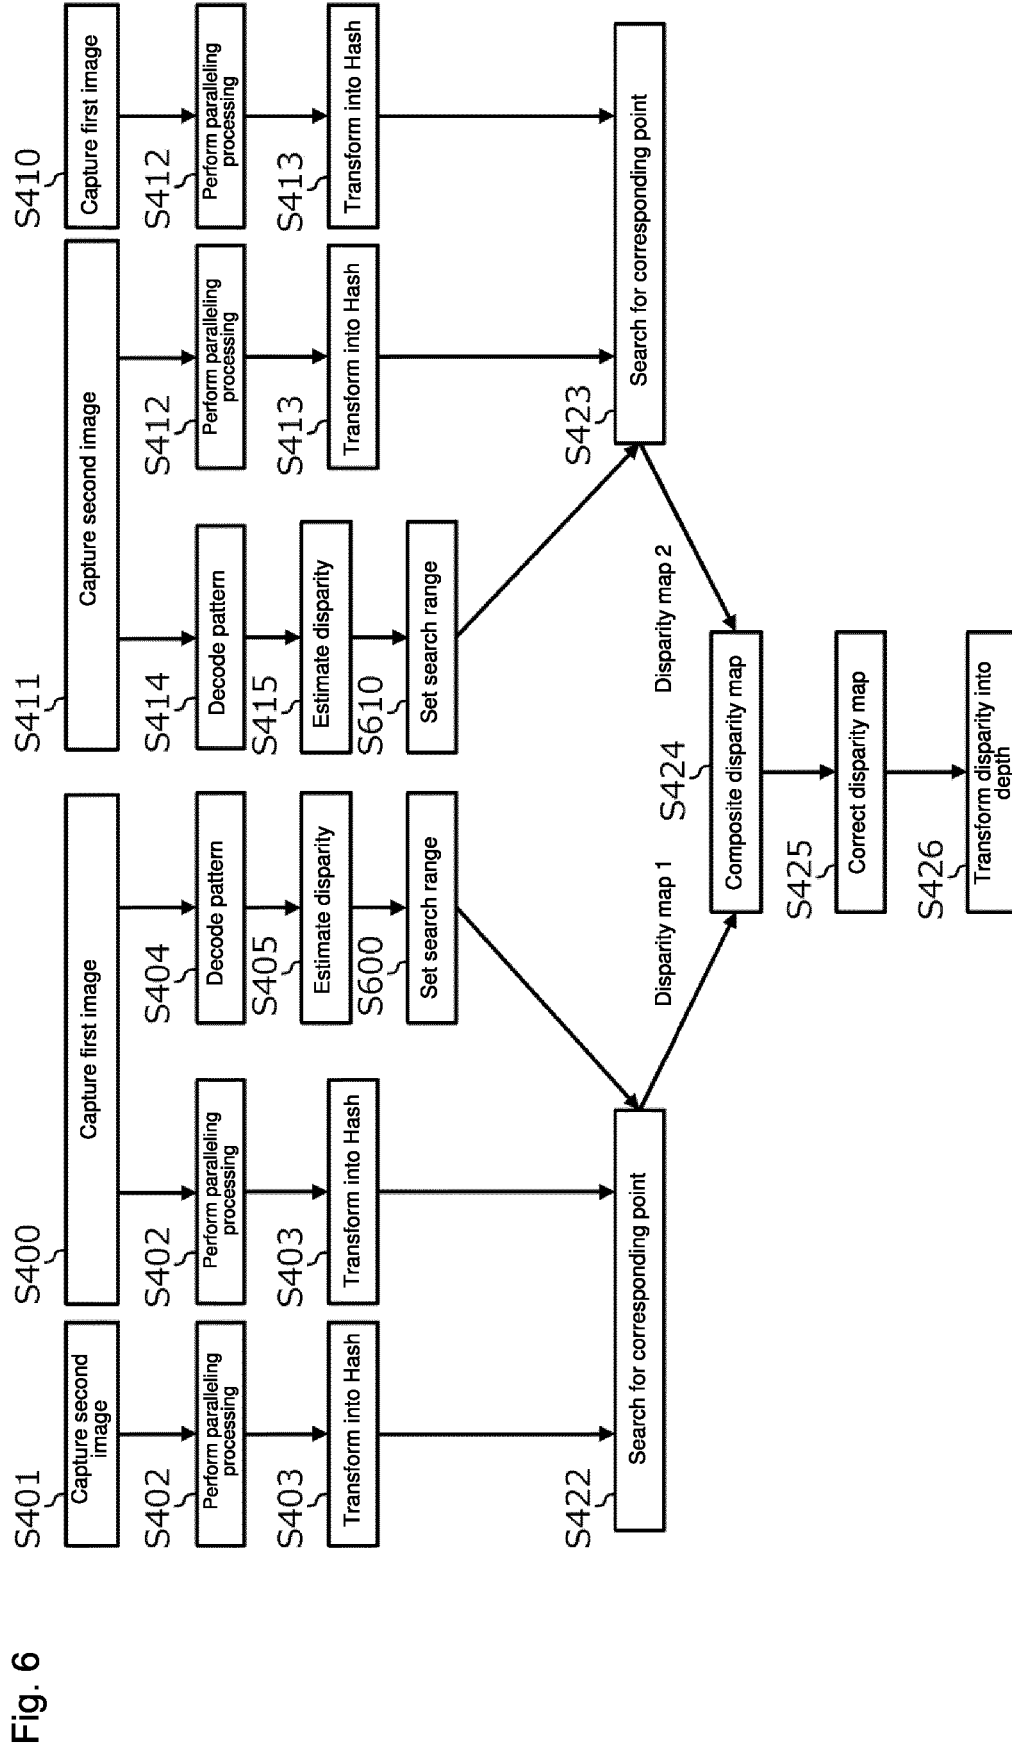 Fig. 6
S401
Capture second
image
S400
Capture first image
S411
Capture second image
S410
Capture first image
S402
Perform paralleling
processing
S402
Perform paralleling
processing
S404
Decode pattern
S414
Decode pattern
S412
Perform paralleling
processing
S412
Perform paralleling
processing
S403
Transform into Hash
S403
Transform into Hash
S405
Estimate disparity
S415
Estimate disparity
S413
Transform into Hash
S413
Transform into Hash
S600
Set search range
S610
Set search range
S422
Search for corresponding point
S423
Search for corresponding point
Disparity map 1
Disparity map 2
S424
Composite disparity map
S425
Correct disparity map
S426
Transform disparity into
depth